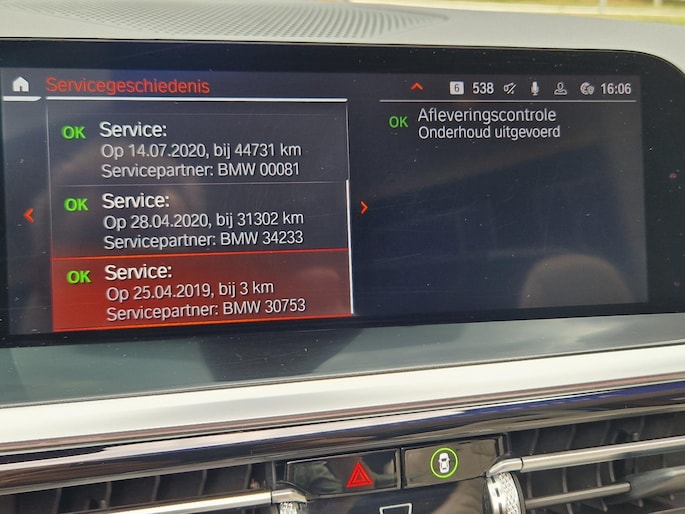 Servicegeschiedenis
6 538 16:06
OK Service:
Op 14.07.2020, bij 44731 km
Servicepartner: BMW 00081
OK Service:
Op 28.04.2020, bij 31302 km
Servicepartner: BMW 34233
OK Service:
Op 25.04.2019, bij 3 km
Servicepartner: BMW 30753
OK Afleveringscontrole
Onderhoud uitgevoerd